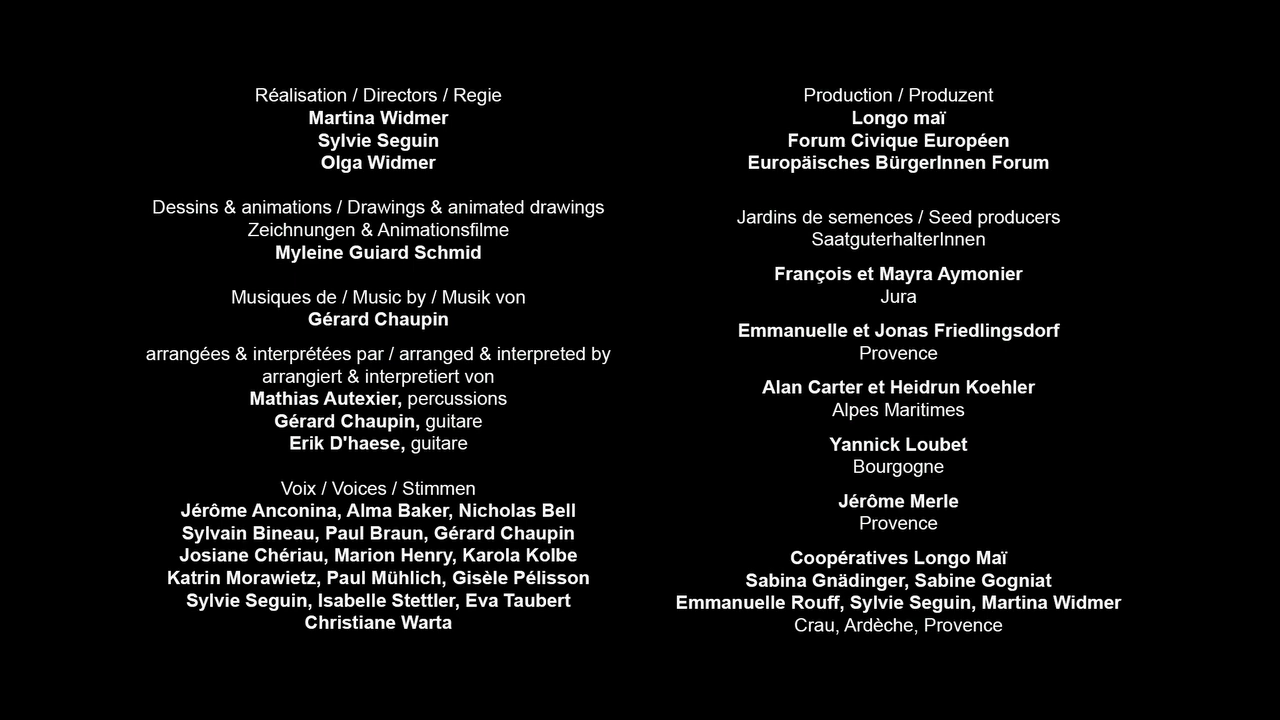 Réalisation / Directors / Regie
Martina Widmer
Sylvie Seguin
Olga Widmer
Dessins & animations / Drawings & animated drawings
Zeichnungen & Animationsfilme
Myleine Guiard Schmid
Musiques de / Music by / Musik von
Gérard Chaupin
arrangées & interprétées par / arranged & interpreted by
arrangiert & interpretiert von
Mathias Autexier, percussions
Gérard Chaupin, guitare
Erik D'haese, guitare
Voix / Voices / Stimmen
Jérôme Anconina, Alma Baker, Nicholas Bell
Sylvain Bineau, Paul Braun, Gérard Chaupin
Josiane Chériau, Marion Henry, Karola Kolbe
Katrin Morawietz, Paul Mühlich, Gisèle Pélisson
Sylvie Seguin, Isabelle Stettler, Eva Taubert
Christiane Warta
Production / Produzent
Longo maï
Forum Civique Européen
Europäisches BürgerInnen Forum
Jardins de semences / Seed producers
SaatguterhalterInnen
François et Mayra Aymonier
Jura
Emmanuelle et Jonas Friedlingsdorf
Provence
Alan Carter et Heidrun Koehler
Alpes Maritimes
Yannick Loubet
Bourgogne
Jérôme Merle
Provence
Coopératives Longo Maï
Sabina Gnädinger, Sabine Gogniat
Emmanuelle Rouff, Sylvie Seguin, Martina Widmer
Crau, Ardèche, Provence